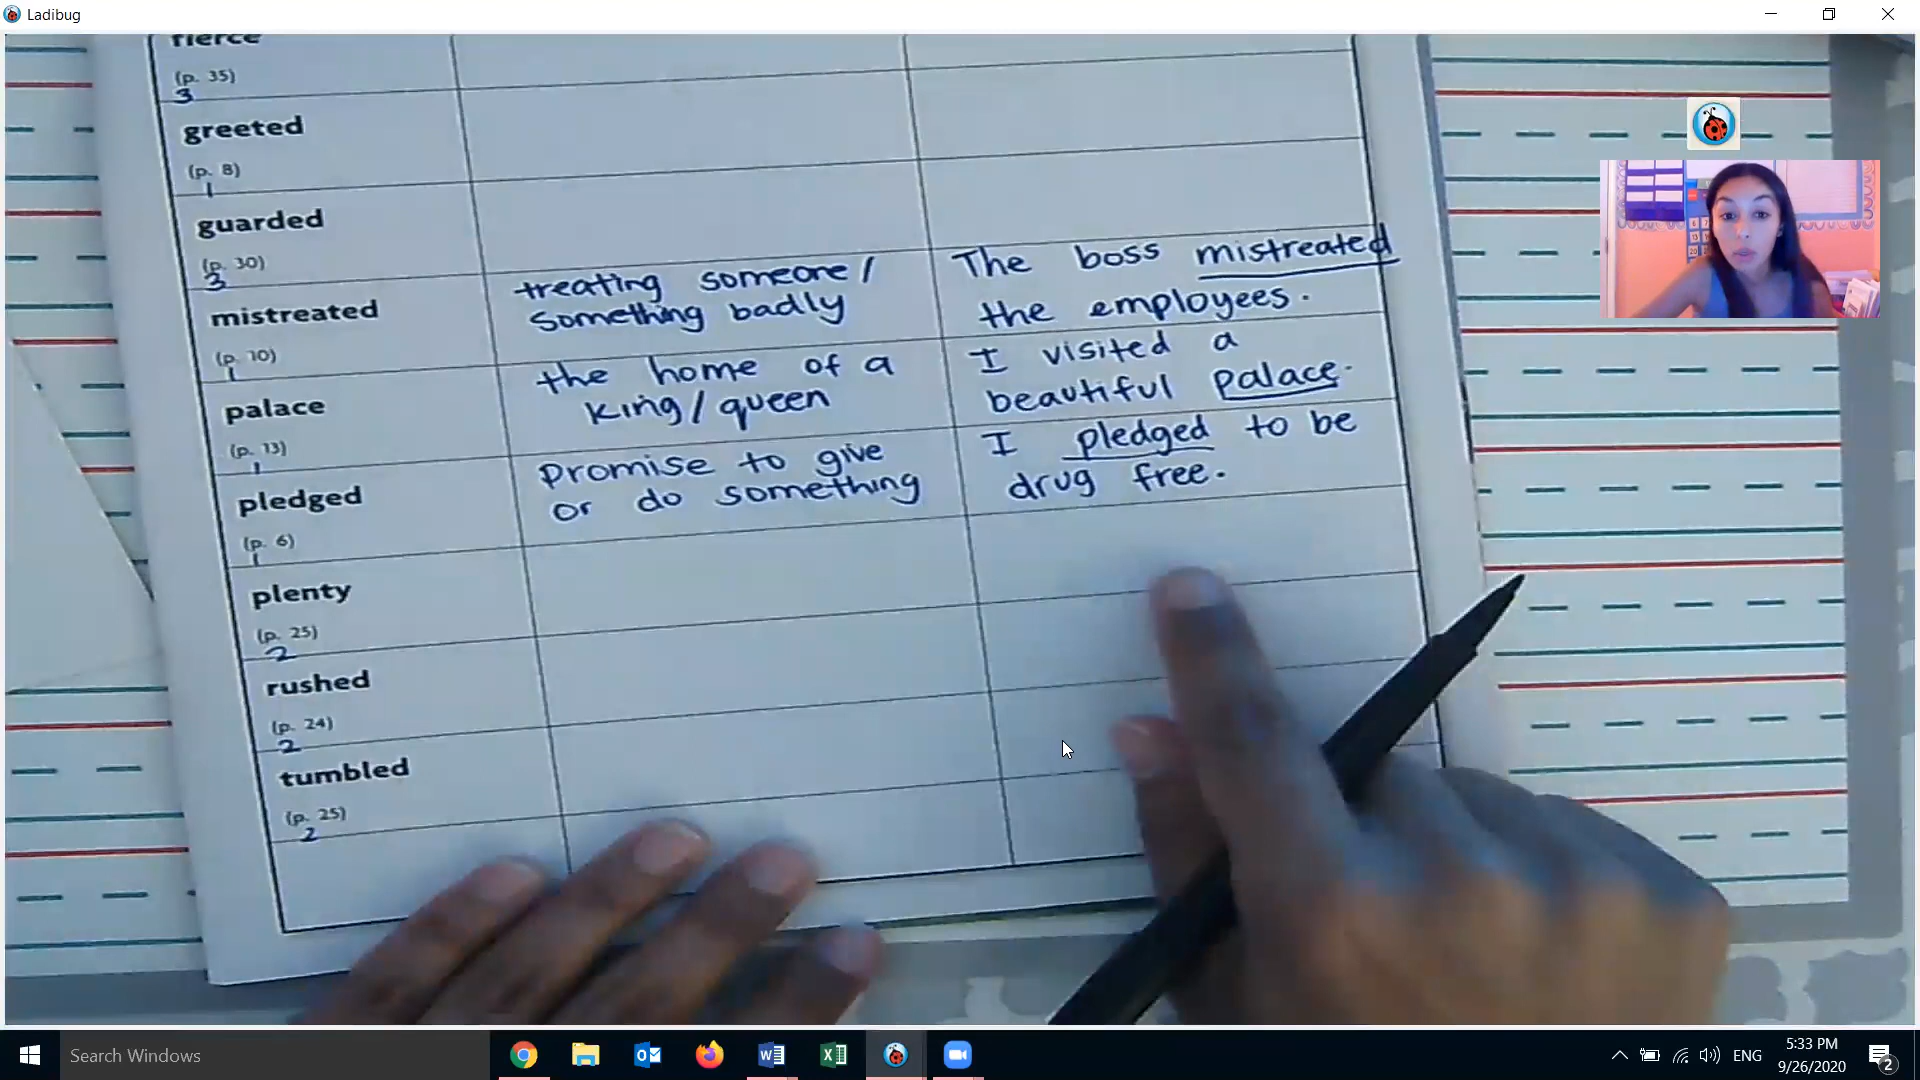 Ladibug
fierce
(p. 35)
3
greeted
(p. 8)
1
guarded
(p. 30)
3
mistreated
treating someone/
something badly
The boss mistreated
the employees.
(p. 10)
1
palace
the home of a
king/queen
I visited a
beautiful palace.
(p. 13)
1
pledged
Promise to give
or do something
I pledged to be
drug free.
(p. 6)
1
plenty
(p. 25)
2
rushed
(p. 24)
2
tumbled
(p. 25)
2
Search Windows
ENG
5:33 PM
9/26/2020
2